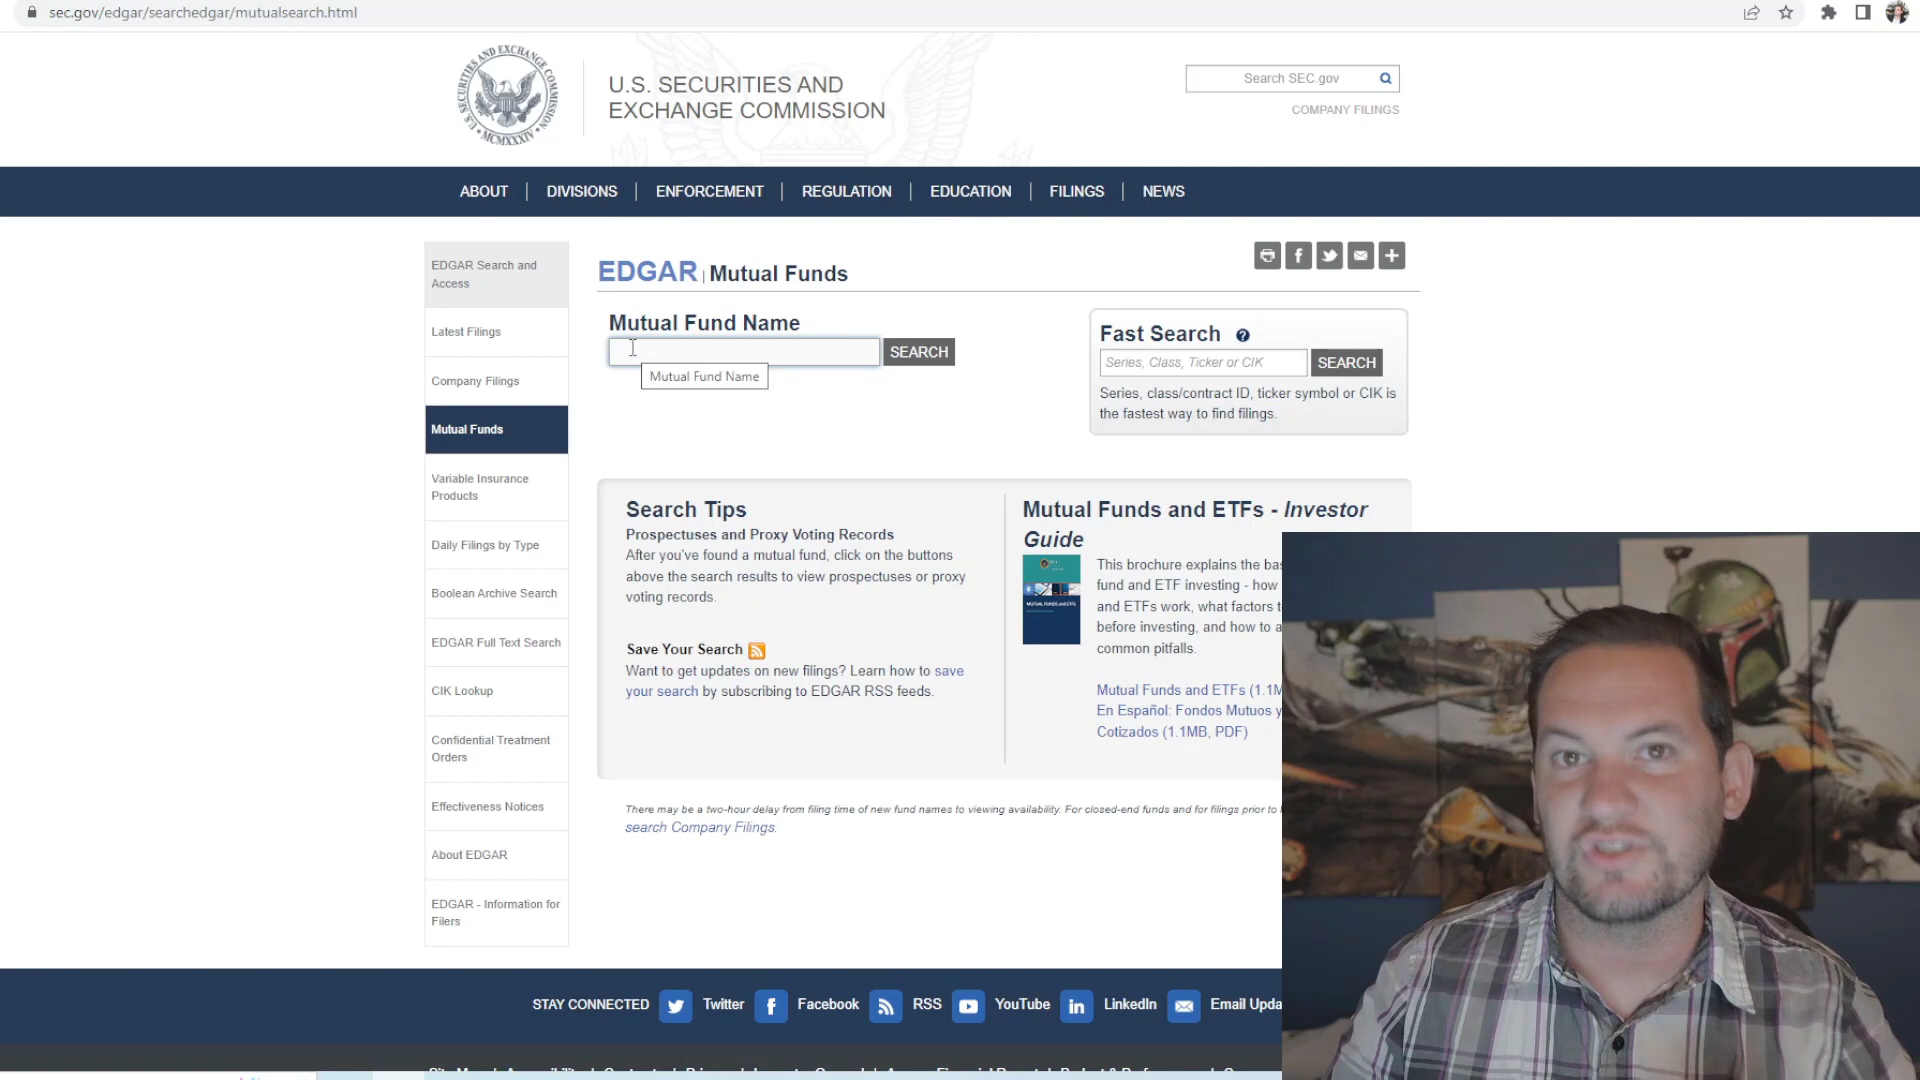 sec.gov/edgar/searchedgar/mutualsearch.html
SECURITIES AND EXCHANGE COMMISSION
MCMXXXIV
U.S. SECURITIES AND
EXCHANGE COMMISSION
Search SEC.gov
COMPANY FILINGS
ABOUT
DIVISIONS
ENFORCEMENT
REGULATION
EDUCATION
FILINGS
NEWS
EDGAR Search and
Access
Latest Filings
Company Filings
Mutual Funds
Variable Insurance
Products
Daily Filings by Type
Boolean Archive Search
EDGAR Full Text Search
CIK Lookup
Confidential Treatment
Orders
Effectiveness Notices
About EDGAR
EDGAR - Information for
Filers
EDGAR | Mutual Funds
Mutual Fund Name
SEARCH
Mutual Fund Name
Fast Search ?
Series, Class, Ticker or CIK
SEARCH
Series, class/contract ID, ticker symbol or CIK is
the fastest way to find filings.
Search Tips
Prospectuses and Proxy Voting Records
After you've found a mutual fund, click on the buttons
above the search results to view prospectuses or proxy
voting records.
Save Your Search
Want to get updates on new filings? Learn how to save
your search by subscribing to EDGAR RSS feeds.
Mutual Funds and ETFs - Investor
Guide
MUTUAL FUNDS and ETFs
This brochure explains the bas
fund and ETF investing - how
and ETFs work, what factors t
before investing, and how to a
common pitfalls.
Mutual Funds and ETFs (1.1M
En Español: Fondos Mutuos y
Cotizados (1.1MB, PDF)
There may be a two-hour delay from filing time of new fund names to viewing availability. For closed-end funds and for filings prior to
search Company Filings.
STAY CONNECTED
Twitter
Facebook
RSS
YouTube
LinkedIn
Email Upda